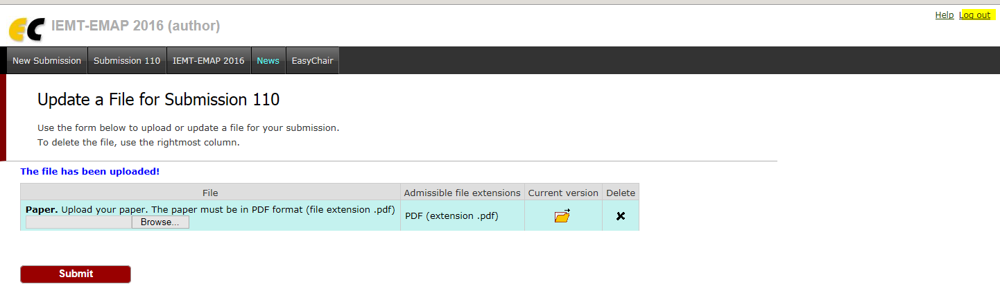 Help Log out
EC IEMT-EMAP 2016 (author)
New Submission Submission 110 IEMT-EMAP 2016 News EasyChair
Update a File for Submission 110
Use the form below to upload or update a file for your submission.
To delete the file, use the rightmost column.
The file has been uploaded!
File Admissible file extensions Current version Delete
Paper. Upload your paper. The paper must be in PDF format (file extension .pdf)
Browse... PDF (extension .pdf)
Submit